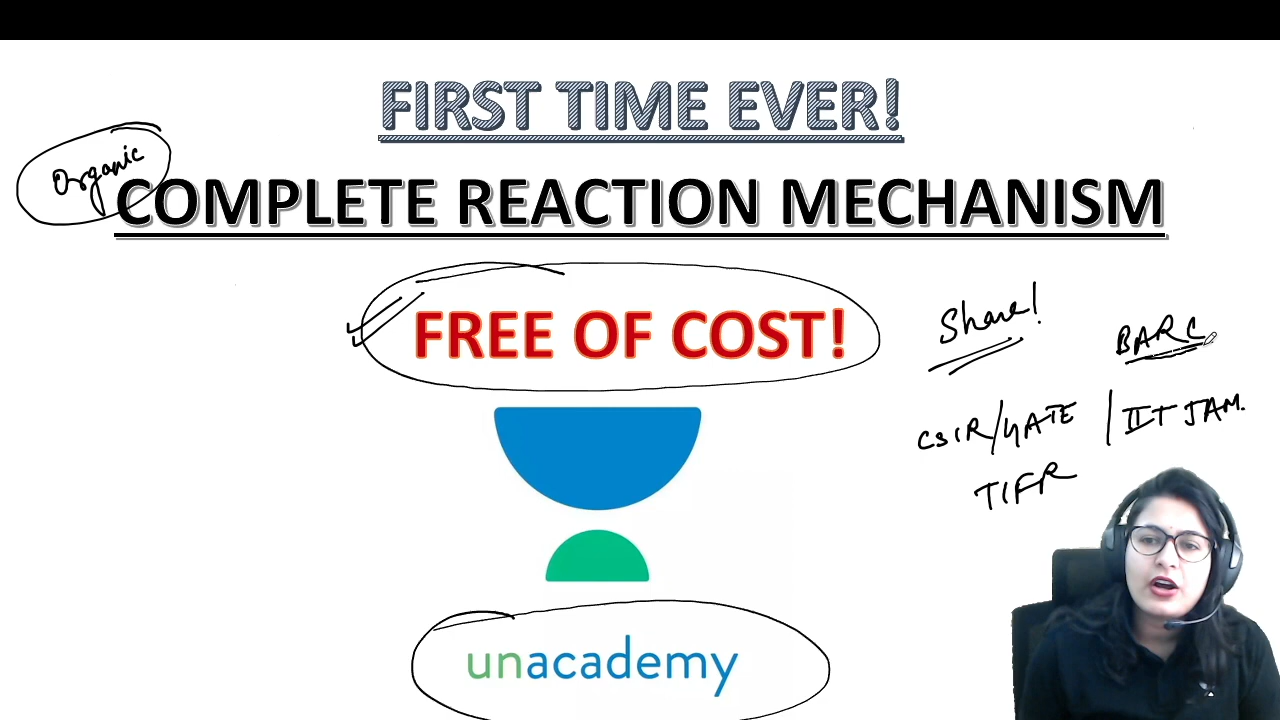 FIRST TIME EVER!
Organic
COMPLETE REACTION MECHANISM
FREE OF COST!
Share!
BARC
CSIR/GATE / IIT JAM.
TIFR
unacademy